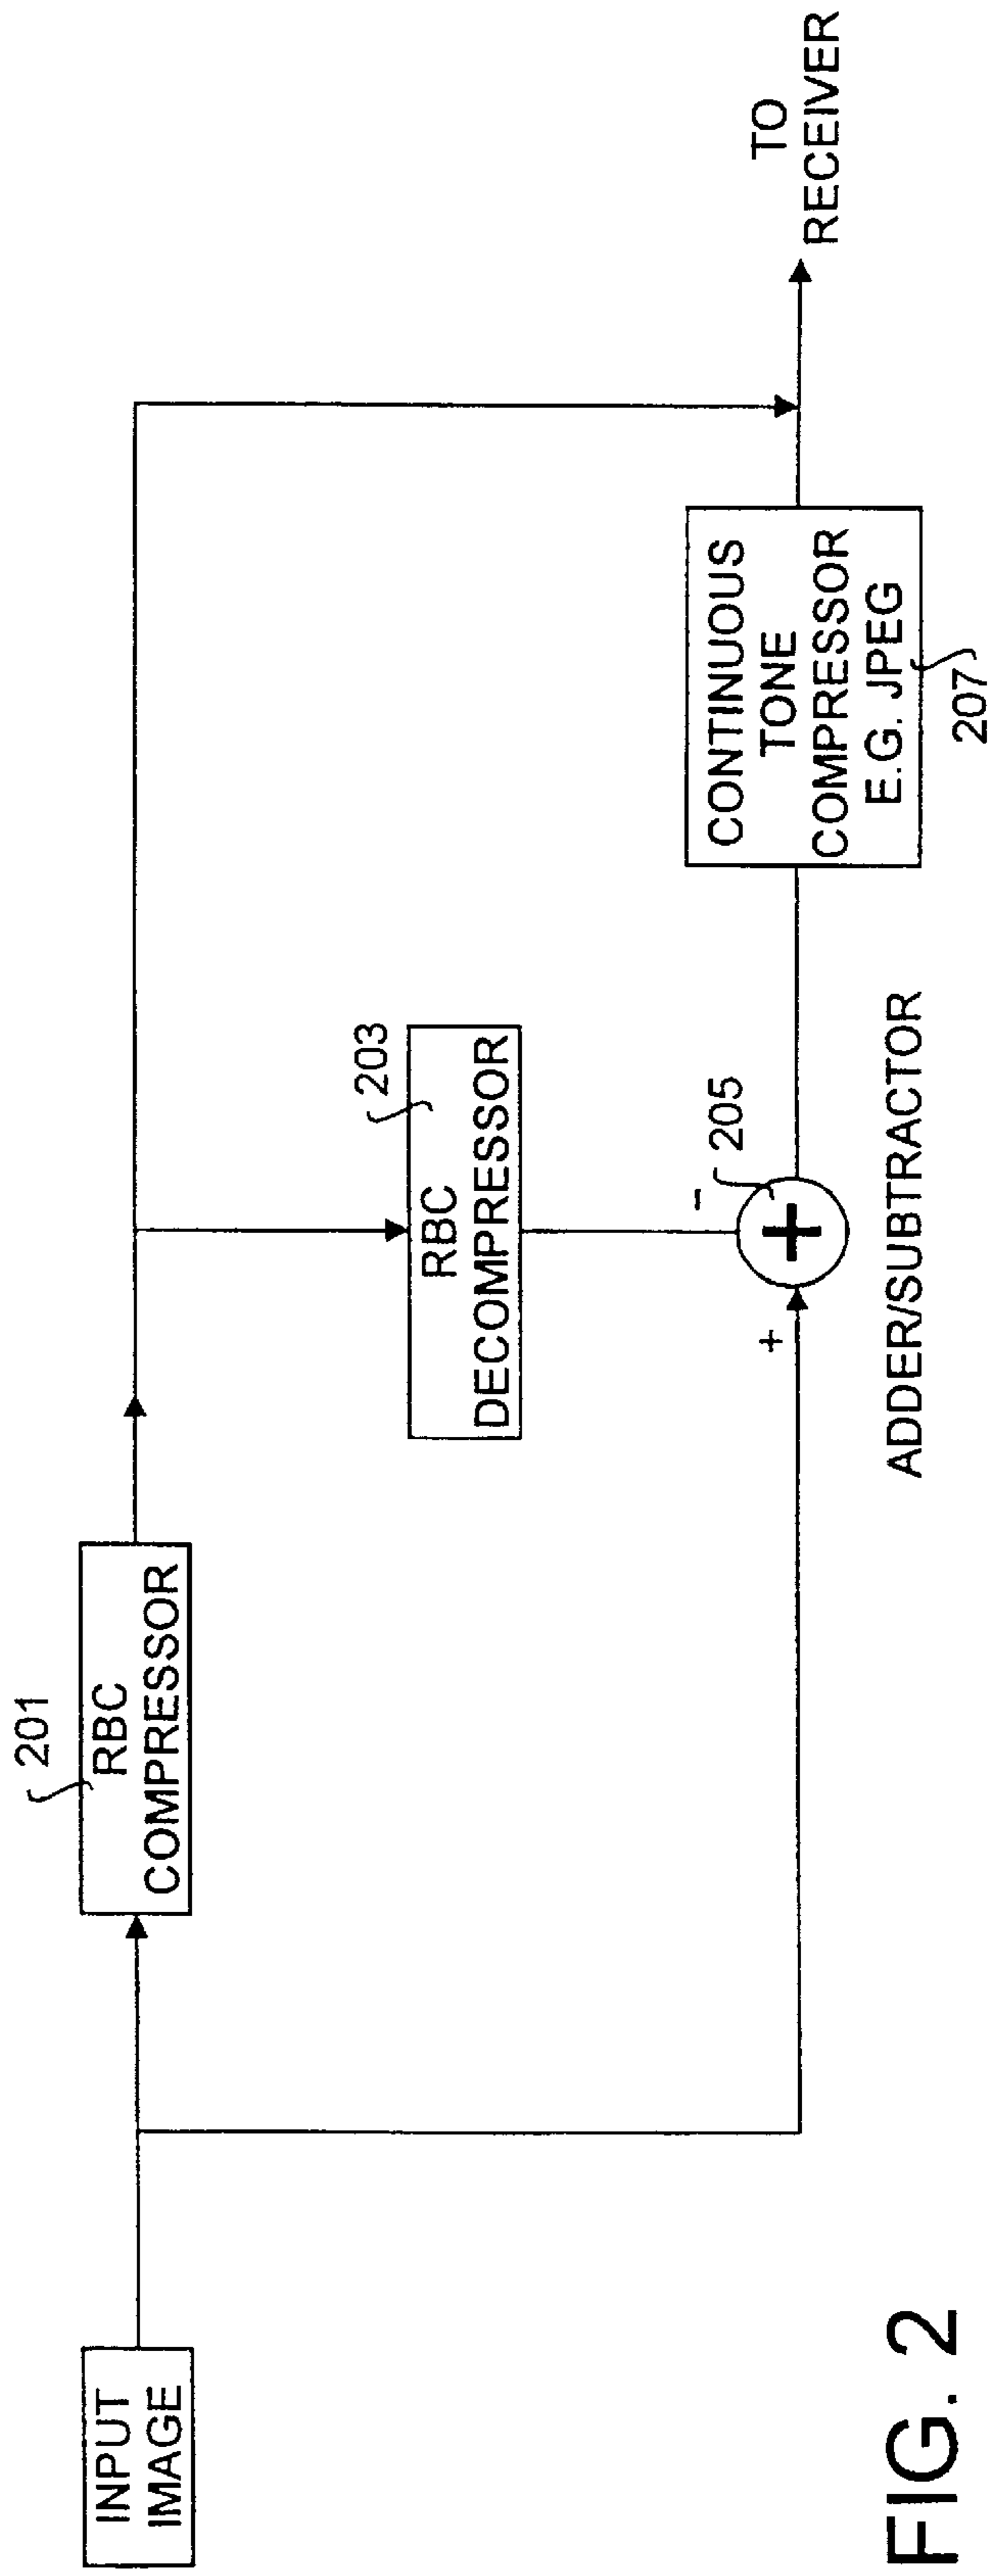 INPUT
IMAGE
201
RBC
COMPRESSOR
203
RBC
DECOMPRESSOR
+
-
205
+
ADDER/SUBTRACTOR
CONTINUOUS
TONE
COMPRESSOR
E.G. JPEG
207
TO
RECEIVER
FIG. 2